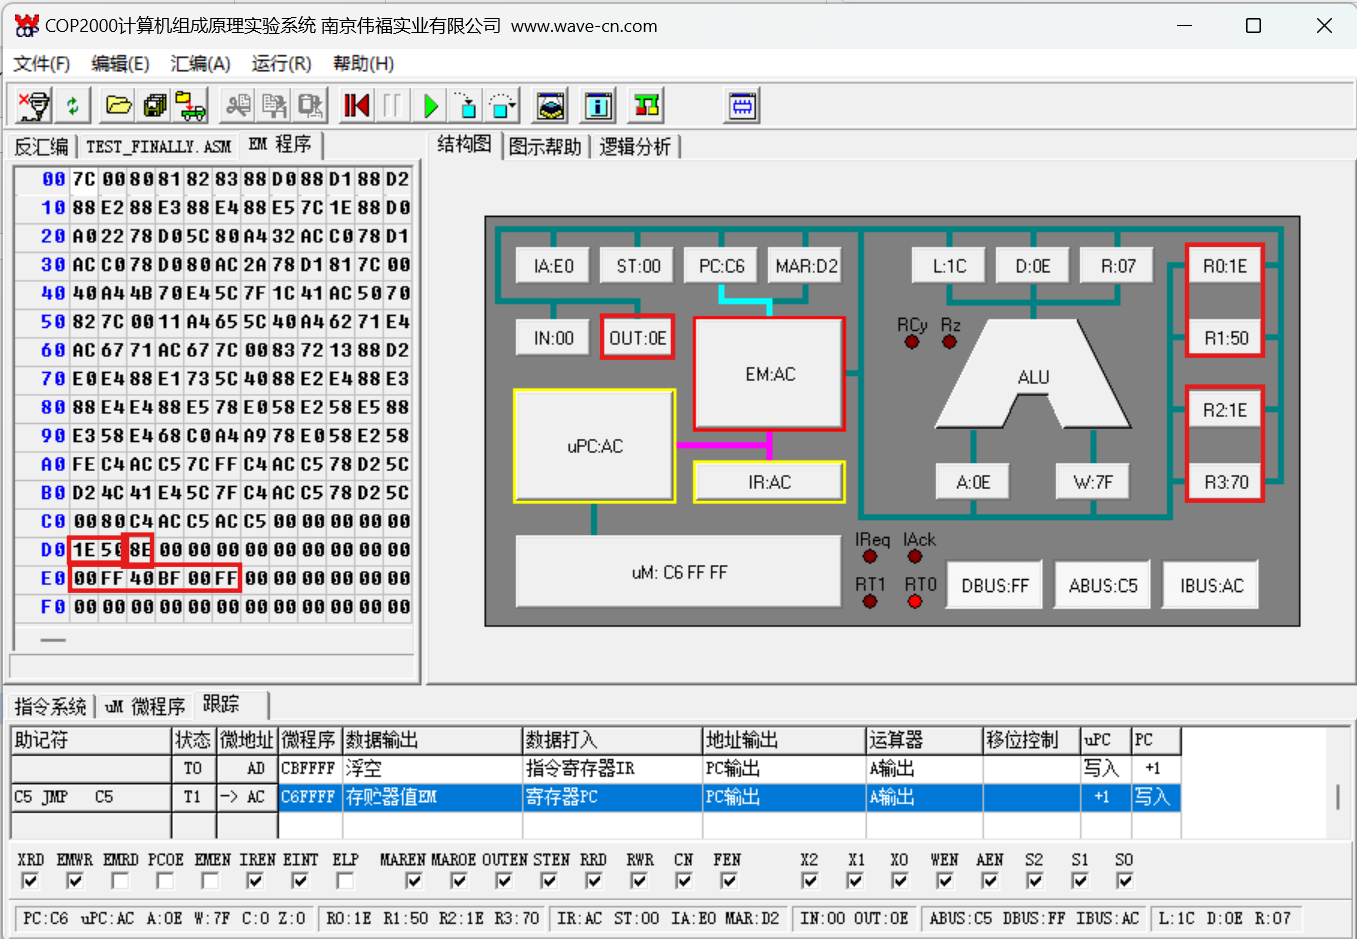 COP2000计算机组成原理实验系统 南京伟福实业有限公司 www.wave-cn.com
文件(F) 编辑(E) 汇编(A) 运行(R) 帮助(H)
反汇编 TEST_FINALLY.ASM EM 程序
00 7C 00 80 81 82 83 88 D0 88 D1 88 D2
10 88 E2 88 E3 88 E4 88 E5 7C 1E 88 D0
20 A0 22 78 D0 5C 80 A4 32 AC C0 78 D1
30 AC C0 78 D0 80 AC 2A 78 D1 81 7C 00
40 40 A4 4B 70 E4 5C 7F 1C 41 AC 50 70
50 82 7C 00 11 A4 65 5C 40 A4 62 71 E4
60 AC 67 71 AC 67 7C 00 83 72 13 88 D2
70 E0 E4 88 E1 73 5C 40 88 E2 E4 88 E3
80 88 E4 E4 88 E5 78 E0 58 E2 58 E5 88
90 E3 58 E4 68 C0 A4 A9 78 E0 58 E2 58
A0 FE C4 AC C5 7C FF C4 AC C5 78 D2 5C
B0 D2 4C 41 E4 5C 7F C4 AC C5 78 D2 5C
C0 00 80 C4 AC C5 AC C5 00 00 00 00 00
D0 1E 50 8E 00 00 00 00 00 00 00 00 00
E0 00 FF 40 BF 00 FF 00 00 00 00 00 00
F0 00 00 00 00 00 00 00 00 00 00 00 00
结构图 图示帮助 逻辑分析
IA:E0 ST:00 PC:C6 MAR:D2 L:1C D:0E R:07 R0:1E
IN:00 OUT:0E RCy Rz R1:50
EM:AC ALU
R2:1E
uPC:AC
IR:AC A:0E W:7F R3:70
IReq IAck
uM: C6 FF FF
RT1 RT0 DBUS:FF ABUS:C5 IBUS:AC
指令系统 uM 微程序 跟踪
助记符 状态 微地址 微程序 数据输出 数据打入 地址输出 运算器 移位控制 uPC PC
T0 AD CBFFFF 浮空 指令寄存器IR PC输出 A输出 写入 +1
C5 JMP C5 T1 -> AC C6FFFF 存贮器值EM 寄存器PC PC输出 A输出 +1 写入
XRD EMWR EMRD PCOE EMEN IREN EINT ELP MAREN MAROE OUTEN STEN RRD RWR CN FEN X2 X1 X0 WEN AEN S2 S1 S0
PC:C6 uPC:AC A:0E W:7F C:0 Z:0 R0:1E R1:50 R2:1E R3:70 IR:AC ST:00 IA:E0 MAR:D2 IN:00 OUT:0E ABUS:C5 DBUS:FF IBUS:AC L:1C D:0E R:07